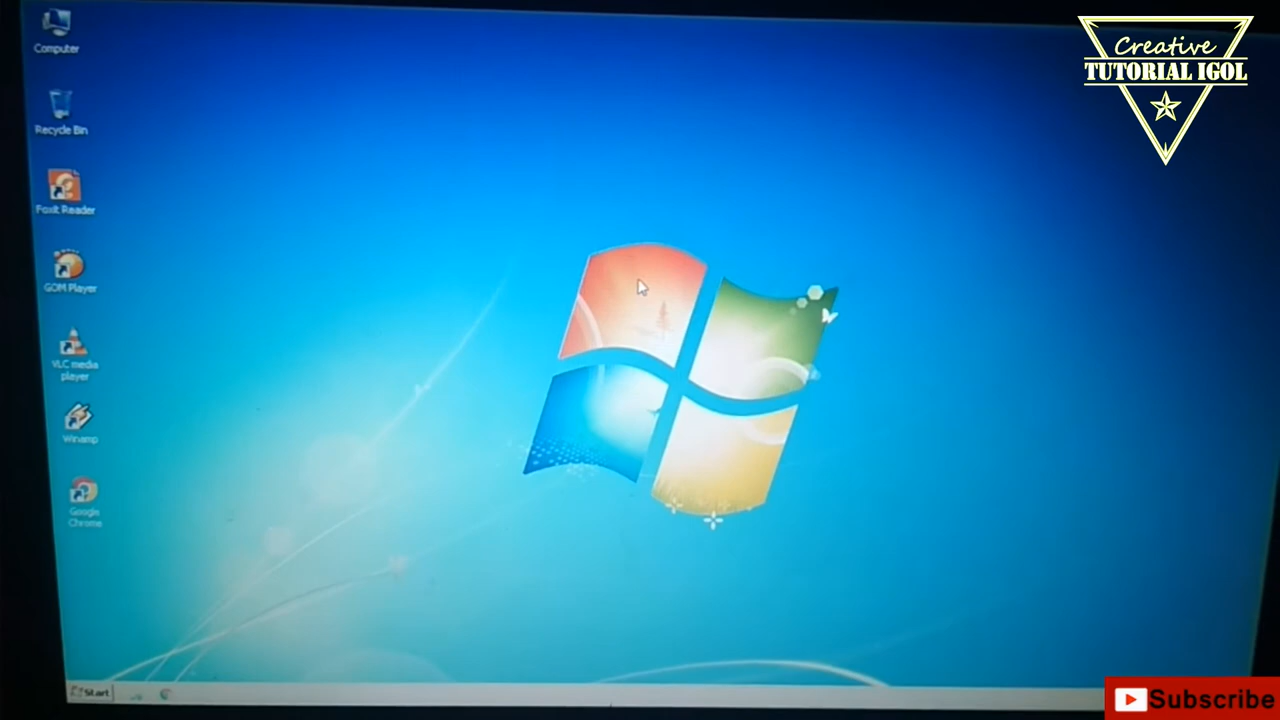 Computer
Recycle Bin
Foxit Reader
GOM Player
VLC media
player
Winamp
Google
Chrome
Start
Creative
TUTORIAL IGOL
Subscribe